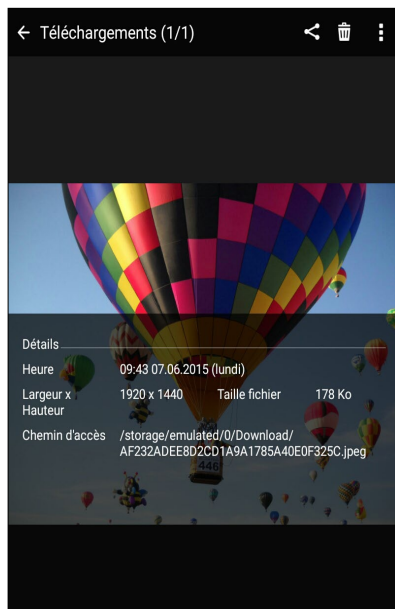 Téléchargements (1/1)
Détails
Heure 09:43 07.06.2015 (lundi)
Largeur x 1920 x 1440 Taille fichier 178 Ko
Hauteur
Chemin d'accès /storage/emulated/0/Download/
AF232ADEE8D2CD1A9A1785A40E0F325C.jpeg
446